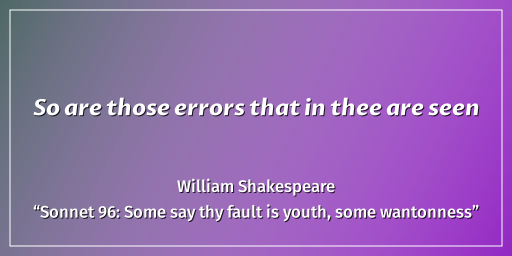 So are those errors that in thee are seen
William Shakespeare
“Sonnet 96: Some say thy fault is youth, some wantonness”